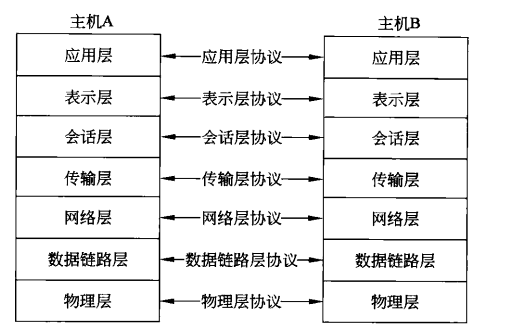 主机A 主机B
应用层 应用层协议 应用层
表示层 表示层协议 表示层
会话层 会话层协议 会话层
传输层 传输层协议 传输层
网络层 网络层协议 网络层
数据链路层 数据链路层协议 数据链路层
物理层 物理层协议 物理层